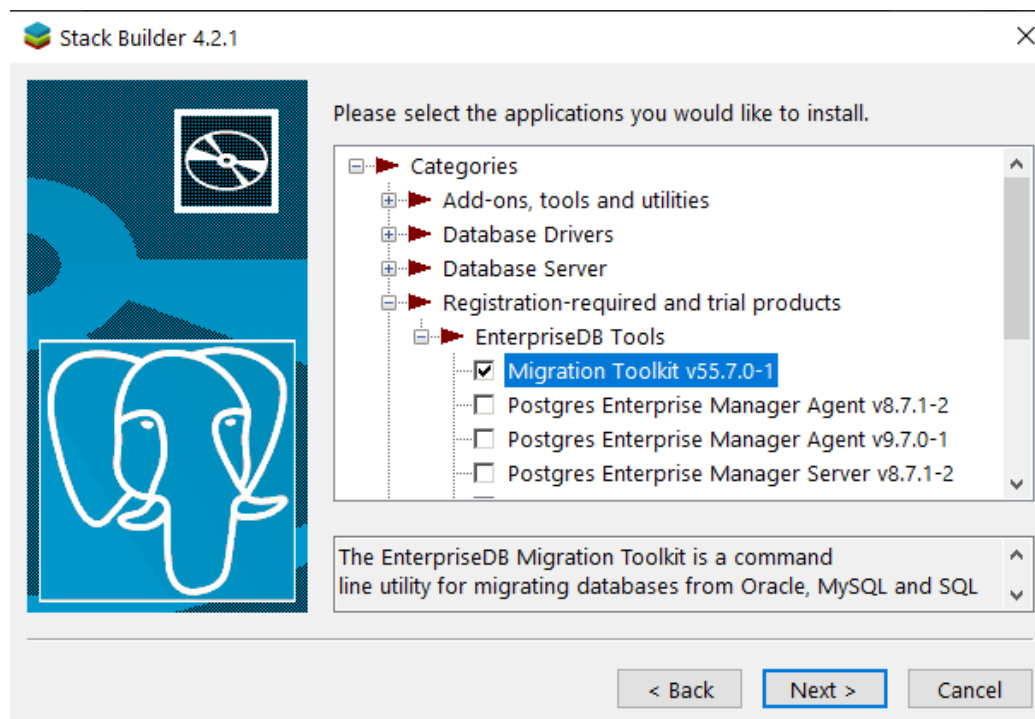 Stack Builder 4.2.1
Please select the applications you would like to install.
Categories
Add-ons, tools and utilities
Database Drivers
Database Server
Registration-required and trial products
EnterpriseDB Tools
Migration Toolkit v55.7.0-1
Postgres Enterprise Manager Agent v8.7.1-2
Postgres Enterprise Manager Agent v9.7.0-1
Postgres Enterprise Manager Server v8.7.1-2
The EnterpriseDB Migration Toolkit is a command
line utility for migrating databases from Oracle, MySQL and SQL
< Back
Next >
Cancel